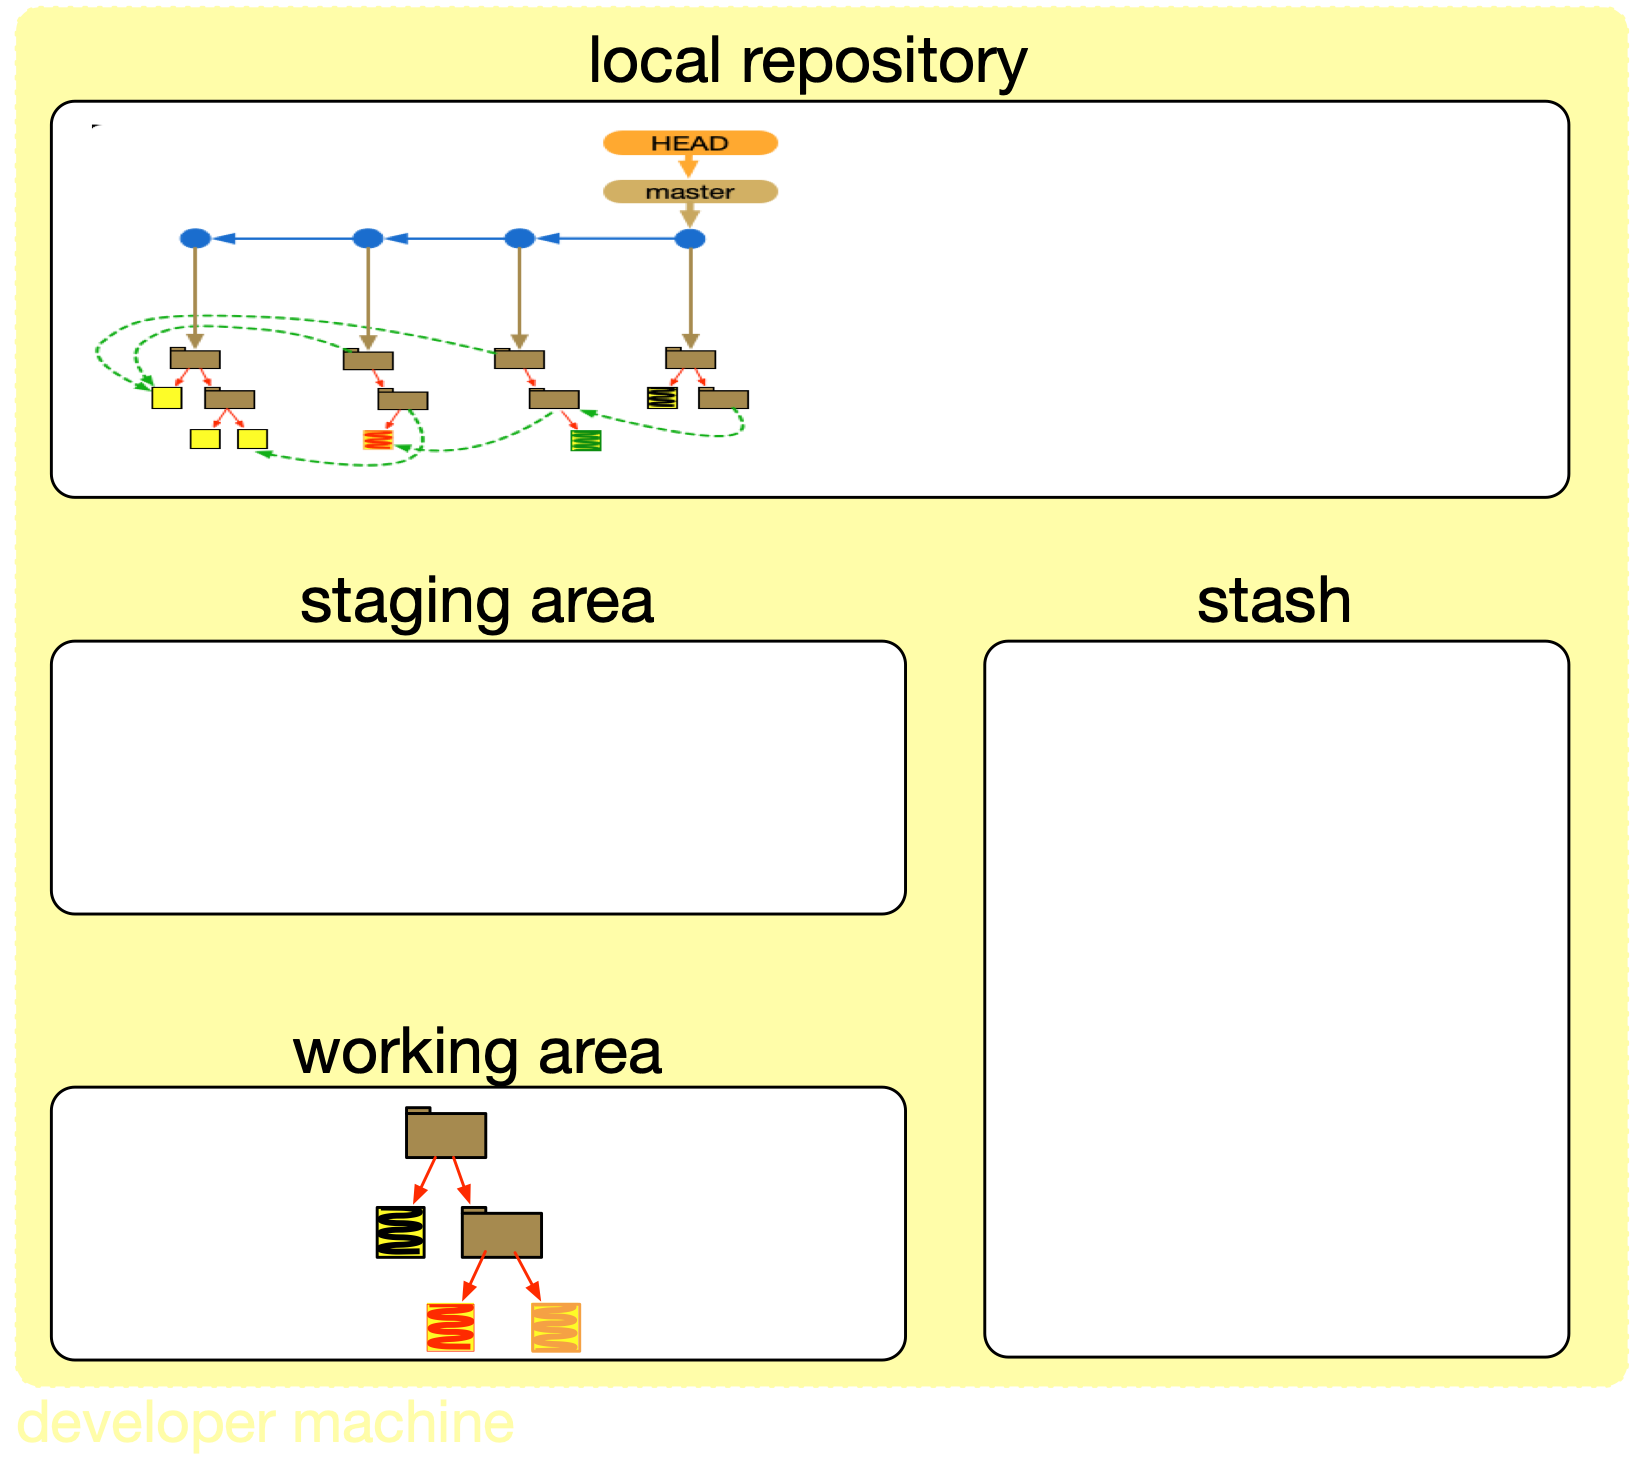 local repository
HEAD
master
staging area
stash
working area
developer machine